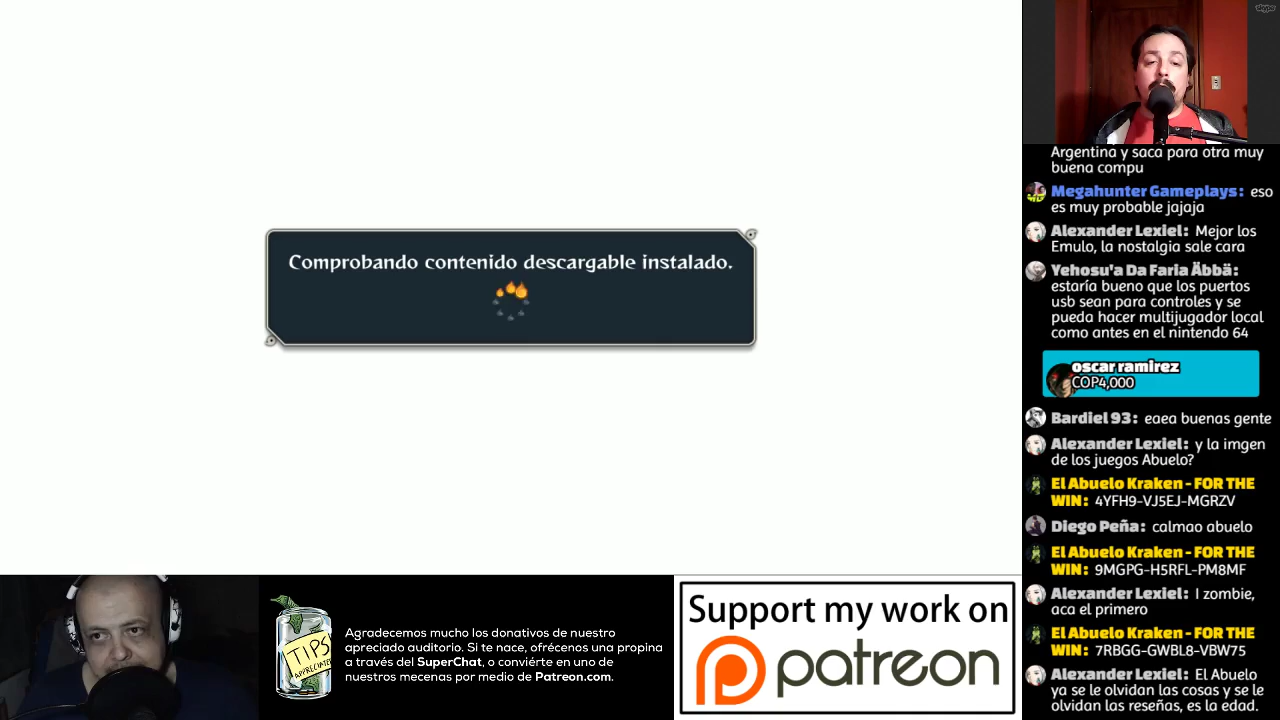 Comprobando contenido descargable instalado.
skype
Argentina y saca para otra muy
buena compu
Megahunter Gameplays: eso
es muy probable jajaja
Alexander Lexiel: Mejor los
Emulo, la nostalgia sale cara
Yehosu'a Da Faria Äbbä:
estaría bueno que los puertos
usb sean para controles y se
pueda hacer multijugador local
como antes en el nintendo 64
oscar ramirez
COP4,000
Bardiel 93: eaea buenas gente
Alexander Lexiel: y la imgen
de los juegos Abuelo?
El Abuelo Kraken - FOR THE
WIN: 4YFH9-VJ5EJ-MGRZV
Diego Peña: calmao abuelo
El Abuelo Kraken - FOR THE
WIN: 9MGPG-H5RFL-PM8MF
Alexander Lexiel: I zombie,
aca el primero
El Abuelo Kraken - FOR THE
WIN: 7RBGG-GWBL8-VBW75
Alexander Lexiel: El Abuelo
ya se le olvidan las cosas y se le
olvidan las reseñas, es la edad.
TIPS
Agradecemos mucho los donativos de nuestro
apreciado auditorio. Si te nace, ofrécenos una propina
a través del SuperChat, o conviérte en uno de
nuestros mecenas por medio de Patreon.com.
Support my work on
patreon